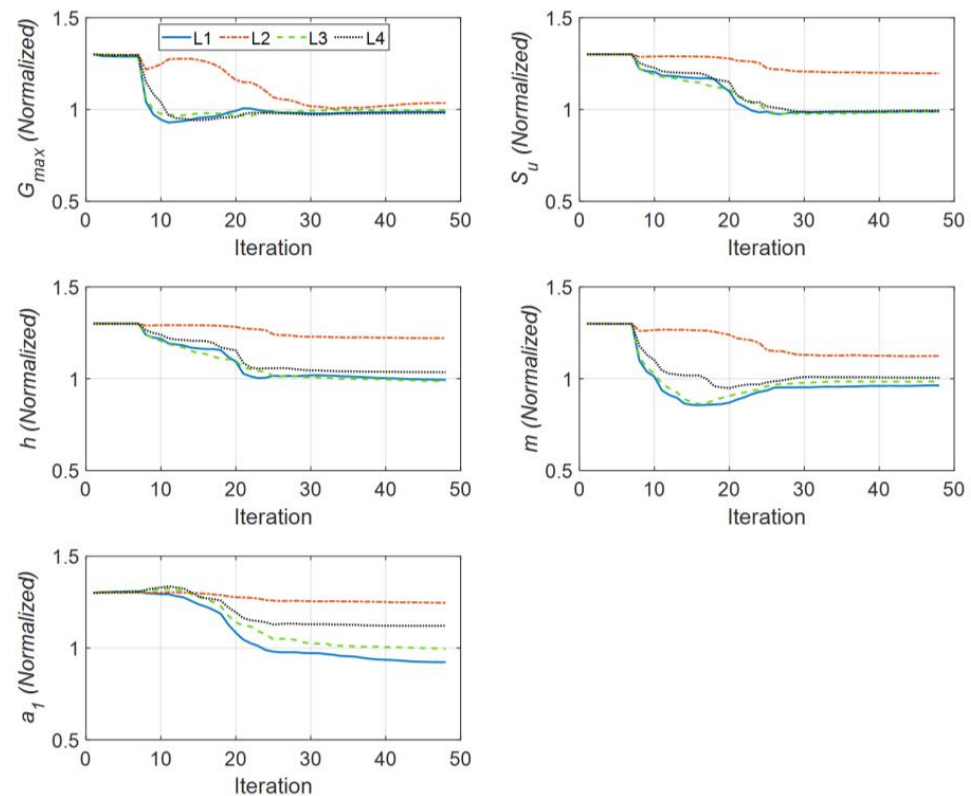 1.5
1
0.5
G_max (Normalized)
L1 L2 L3 L4
0 10 20 30 40 50
Iteration
1.5
1
0.5
S_u (Normalized)
0 10 20 30 40 50
Iteration
1.5
1
0.5
h (Normalized)
0 10 20 30 40 50
Iteration
1.5
1
0.5
m (Normalized)
0 10 20 30 40 50
Iteration
1.5
1
0.5
a_1 (Normalized)
0 10 20 30 40 50
Iteration